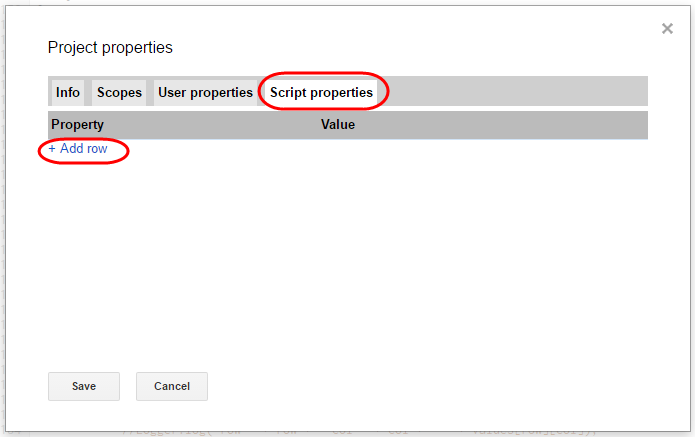 Project properties
Info Scopes User properties Script properties
Property Value
+ Add row
Save Cancel